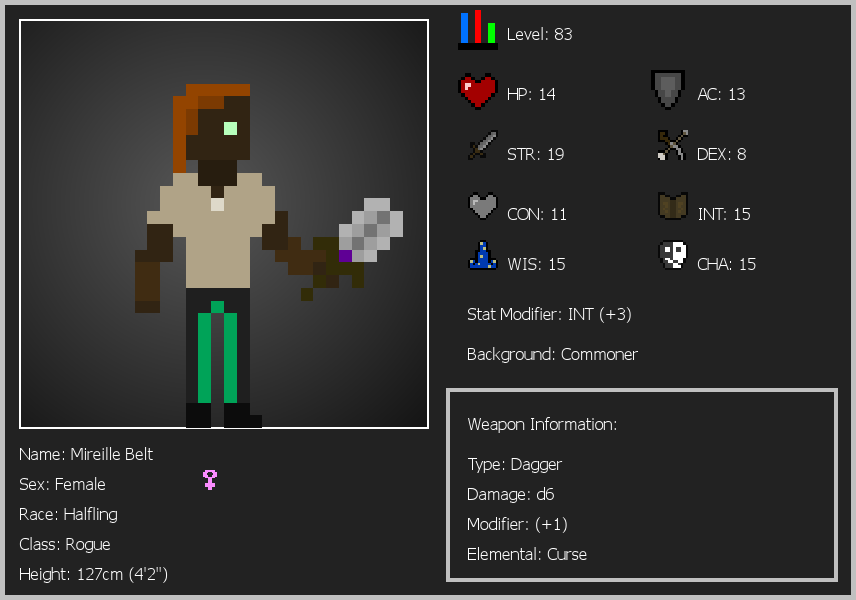 Level: 83
HP: 14
AC: 13
STR: 19
DEX: 8
CON: 11
INT: 15
WIS: 15
CHA: 15
Stat Modifier: INT (+3)
Background: Commoner
Weapon Information:
Type: Dagger
Damage: d6
Modifier: (+1)
Elemental: Curse
Name: Mireille Belt
Sex: Female
Race: Halfling
Class: Rogue
Height: 127cm (4'2")